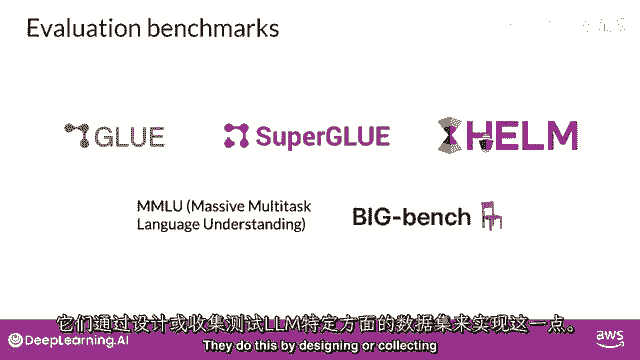 Evaluation benchmarks
GLUE
SuperGLUE
HELM
MMLU (Massive Multitask
Language Understanding)
BIG-bench
它们通过设计或收集测试LLM特定方面的数据集来实现这一点。
They do this by designing or collecting
DeepLearning.AI
aws